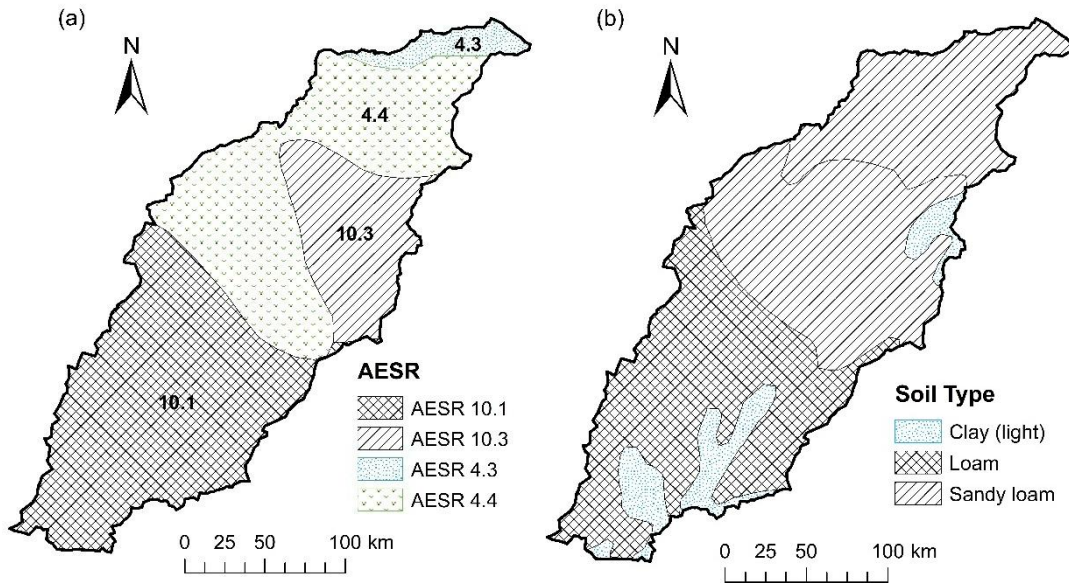 (a)
N
4.3
4.4
10.3
10.1
AESR
AESR 10.1
AESR 10.3
AESR 4.3
AESR 4.4
0 25 50 100 km
(b)
N
Soil Type
Clay (light)
Loam
Sandy loam
0 25 50 100 km